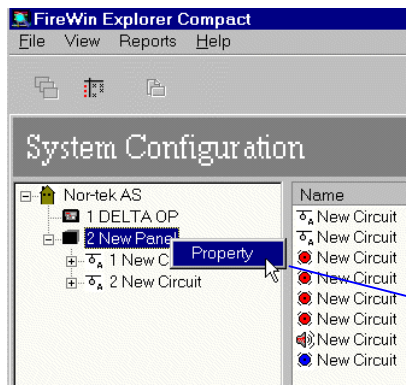 FireWin Explorer Compact
File View Reports Help
System Configuration
Nor-tek AS
1 DELTA OP
2 New Panel
1 New C
2 New Circuit
Property
Name
New Circuit
New Circuit
New Circuit
New Circuit
New Circuit
New Circuit
New Circuit
New Circuit